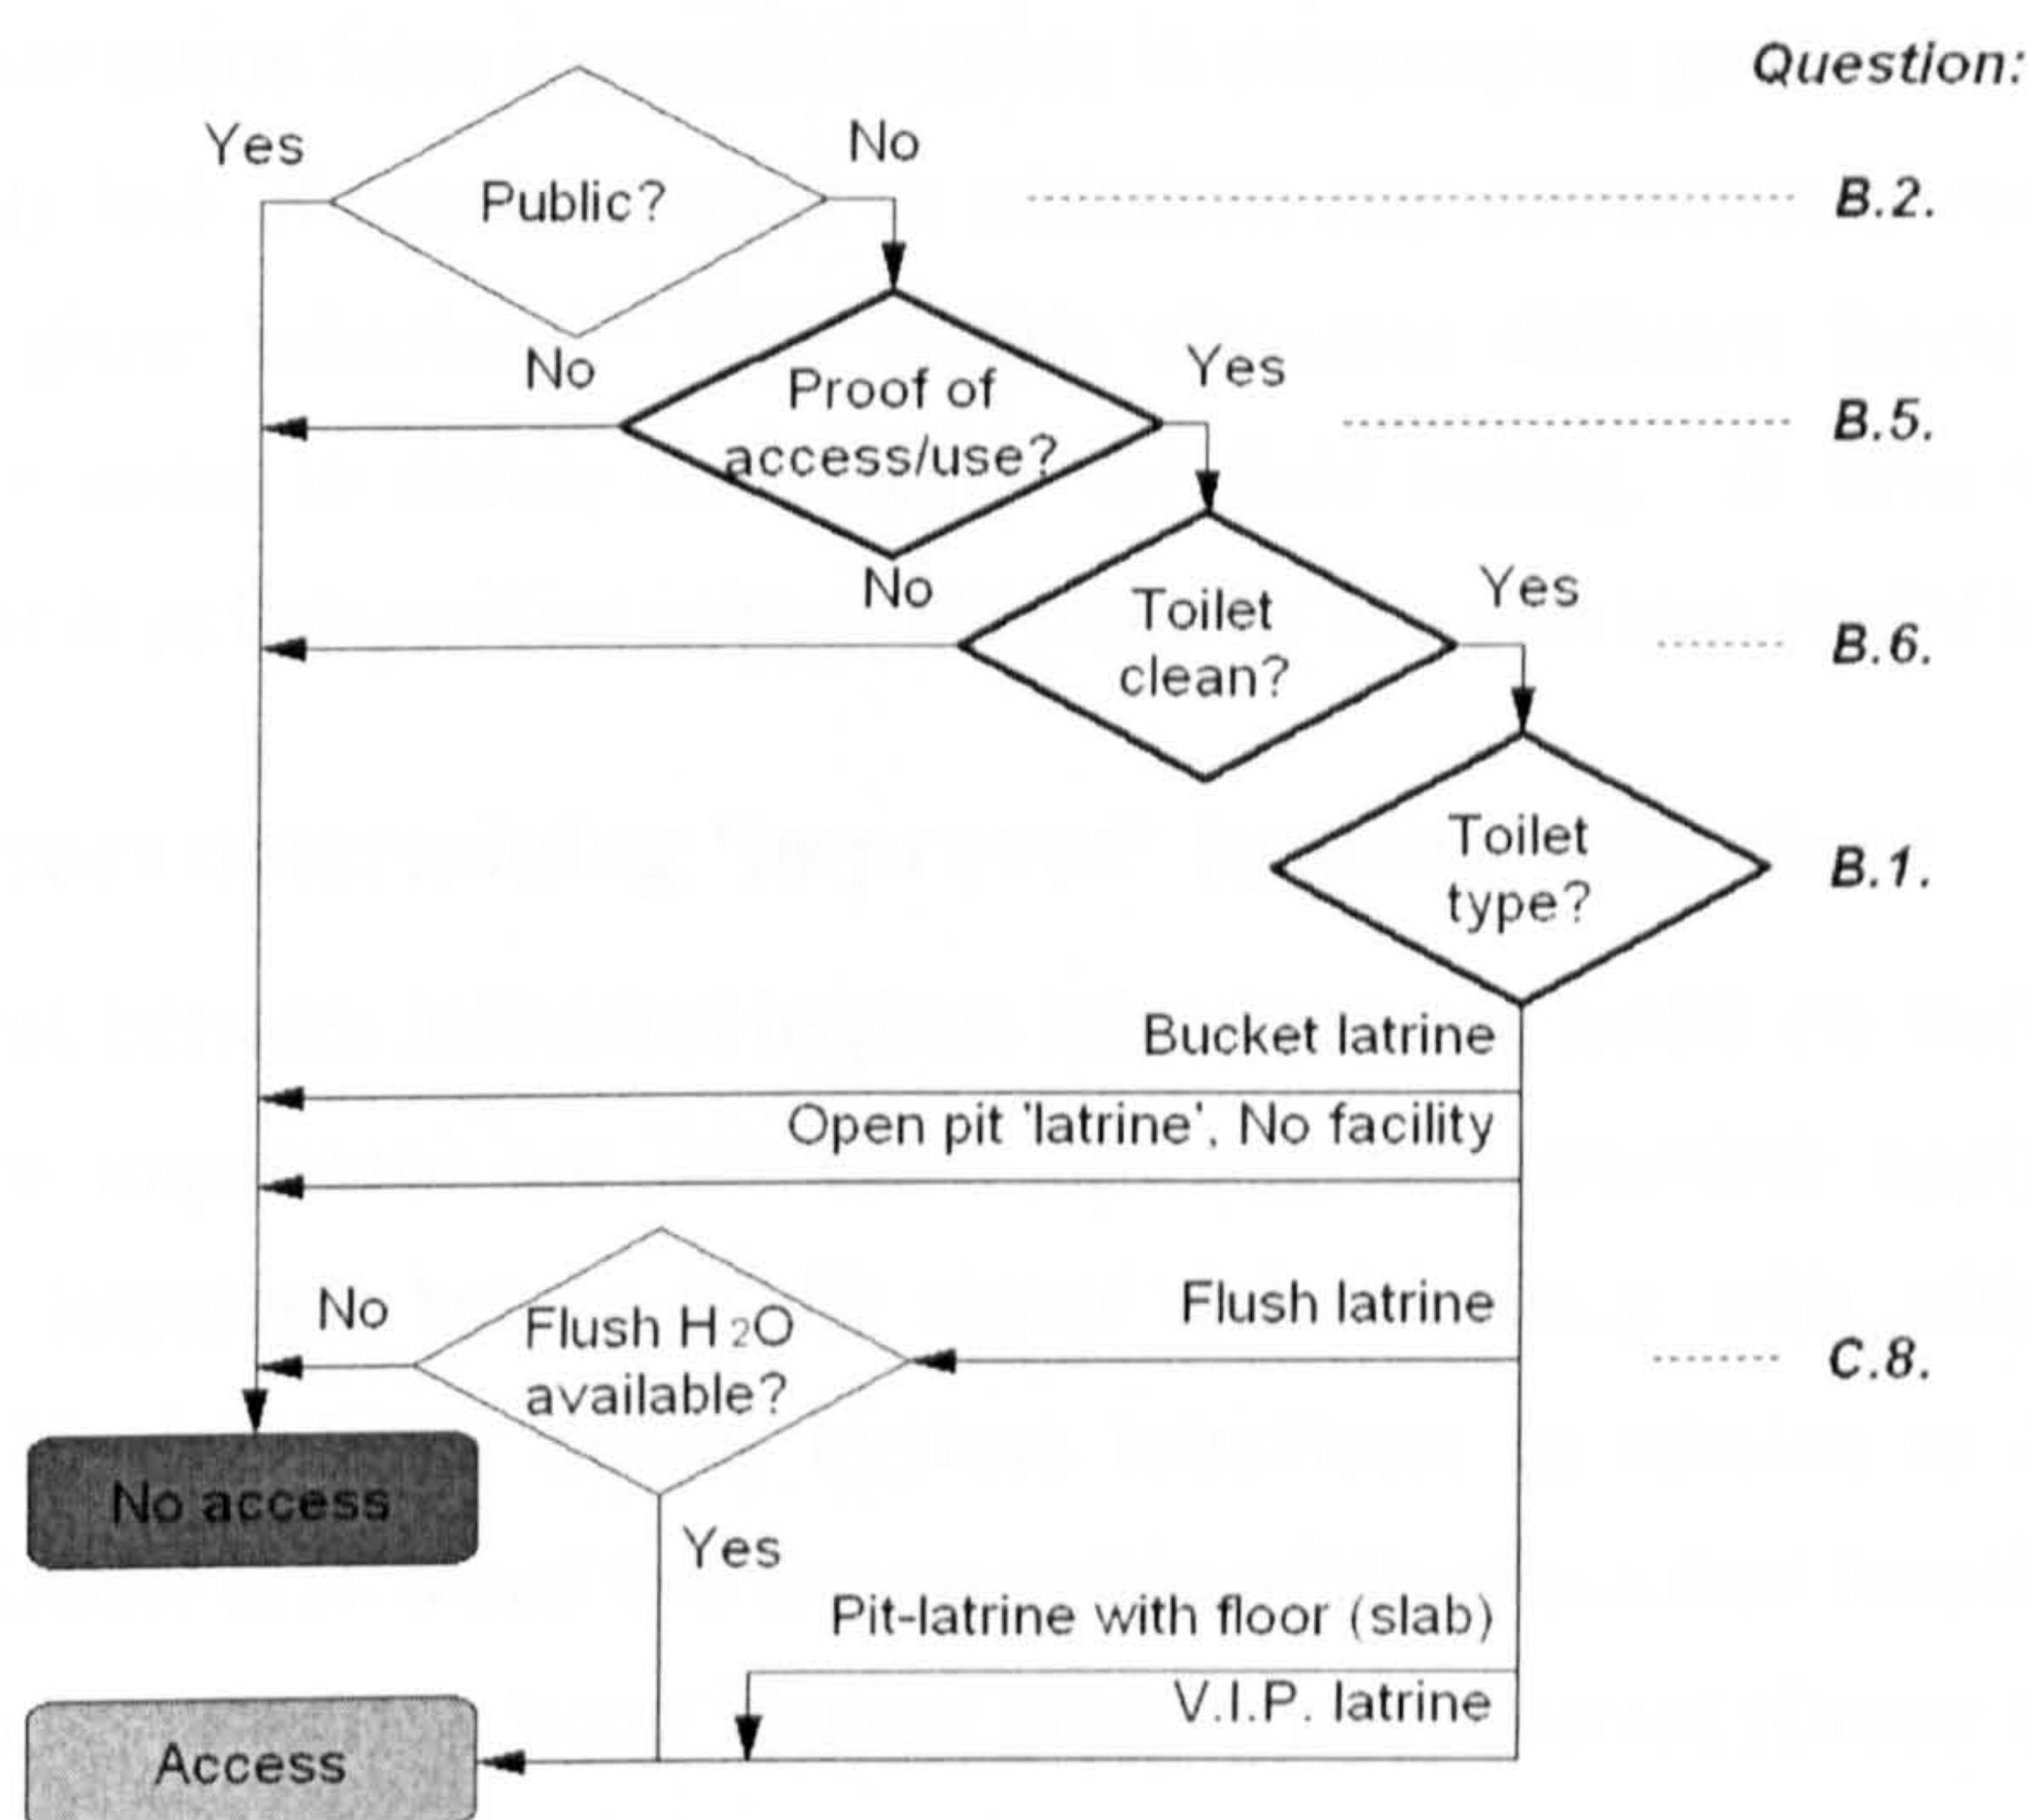 Question:
Yes
No
Public?
B.2.
No
Proof of
access/use?
Yes
B.5.
No
Toilet
clean?
Yes
B.6.
Toilet
type?
B.1.
Bucket latrine
Open pit 'latrine', No facility
No
Flush H2O
available?
Flush latrine
C.8.
No access
Yes
Pit-latrine with floor (slab)
V.I.P. latrine
Access